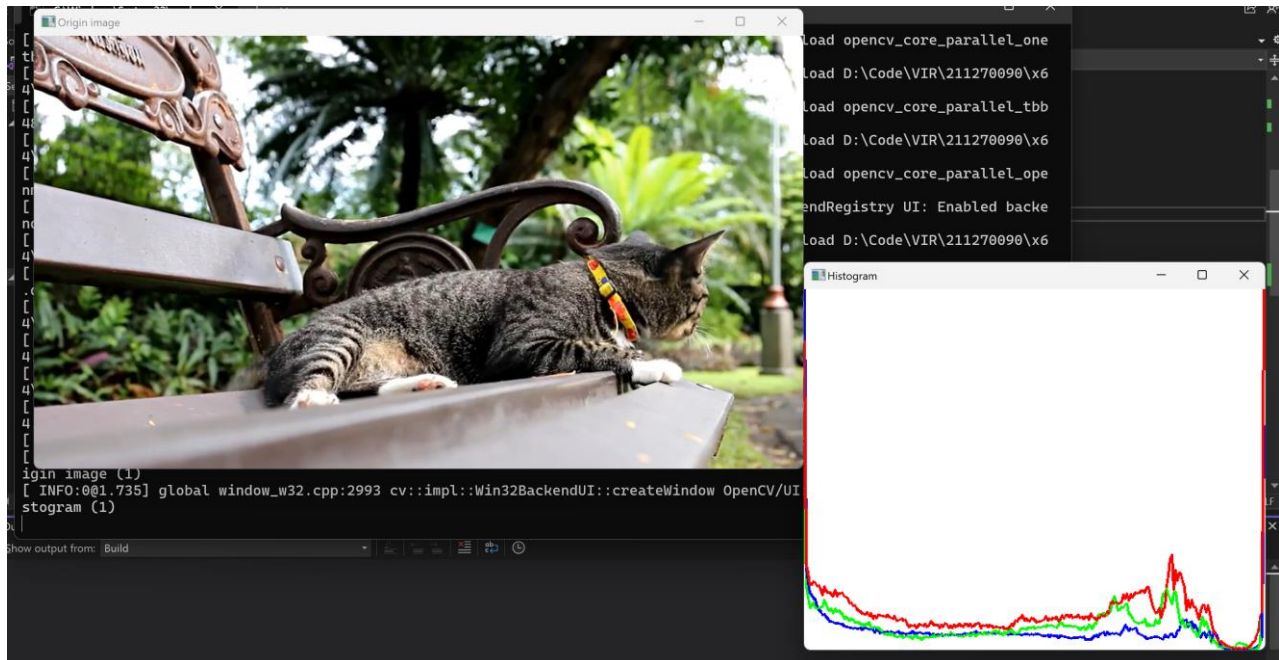 Origin image
load opencv_core_parallel_one
load D:\Code\VIR\211270090\x6
load opencv_core_parallel_tbb
load D:\Code\VIR\211270090\x6
load opencv_core_parallel_ope
endRegistry UI: Enabled backe
load D:\Code\VIR\211270090\x6
Histogram
igin image (1)
[ INFO:0@1.735] global window_w32.cpp:2993 cv::impl::Win32BackendUI::createWindow OpenCV/UI
stogram (1)
Show output from: Build